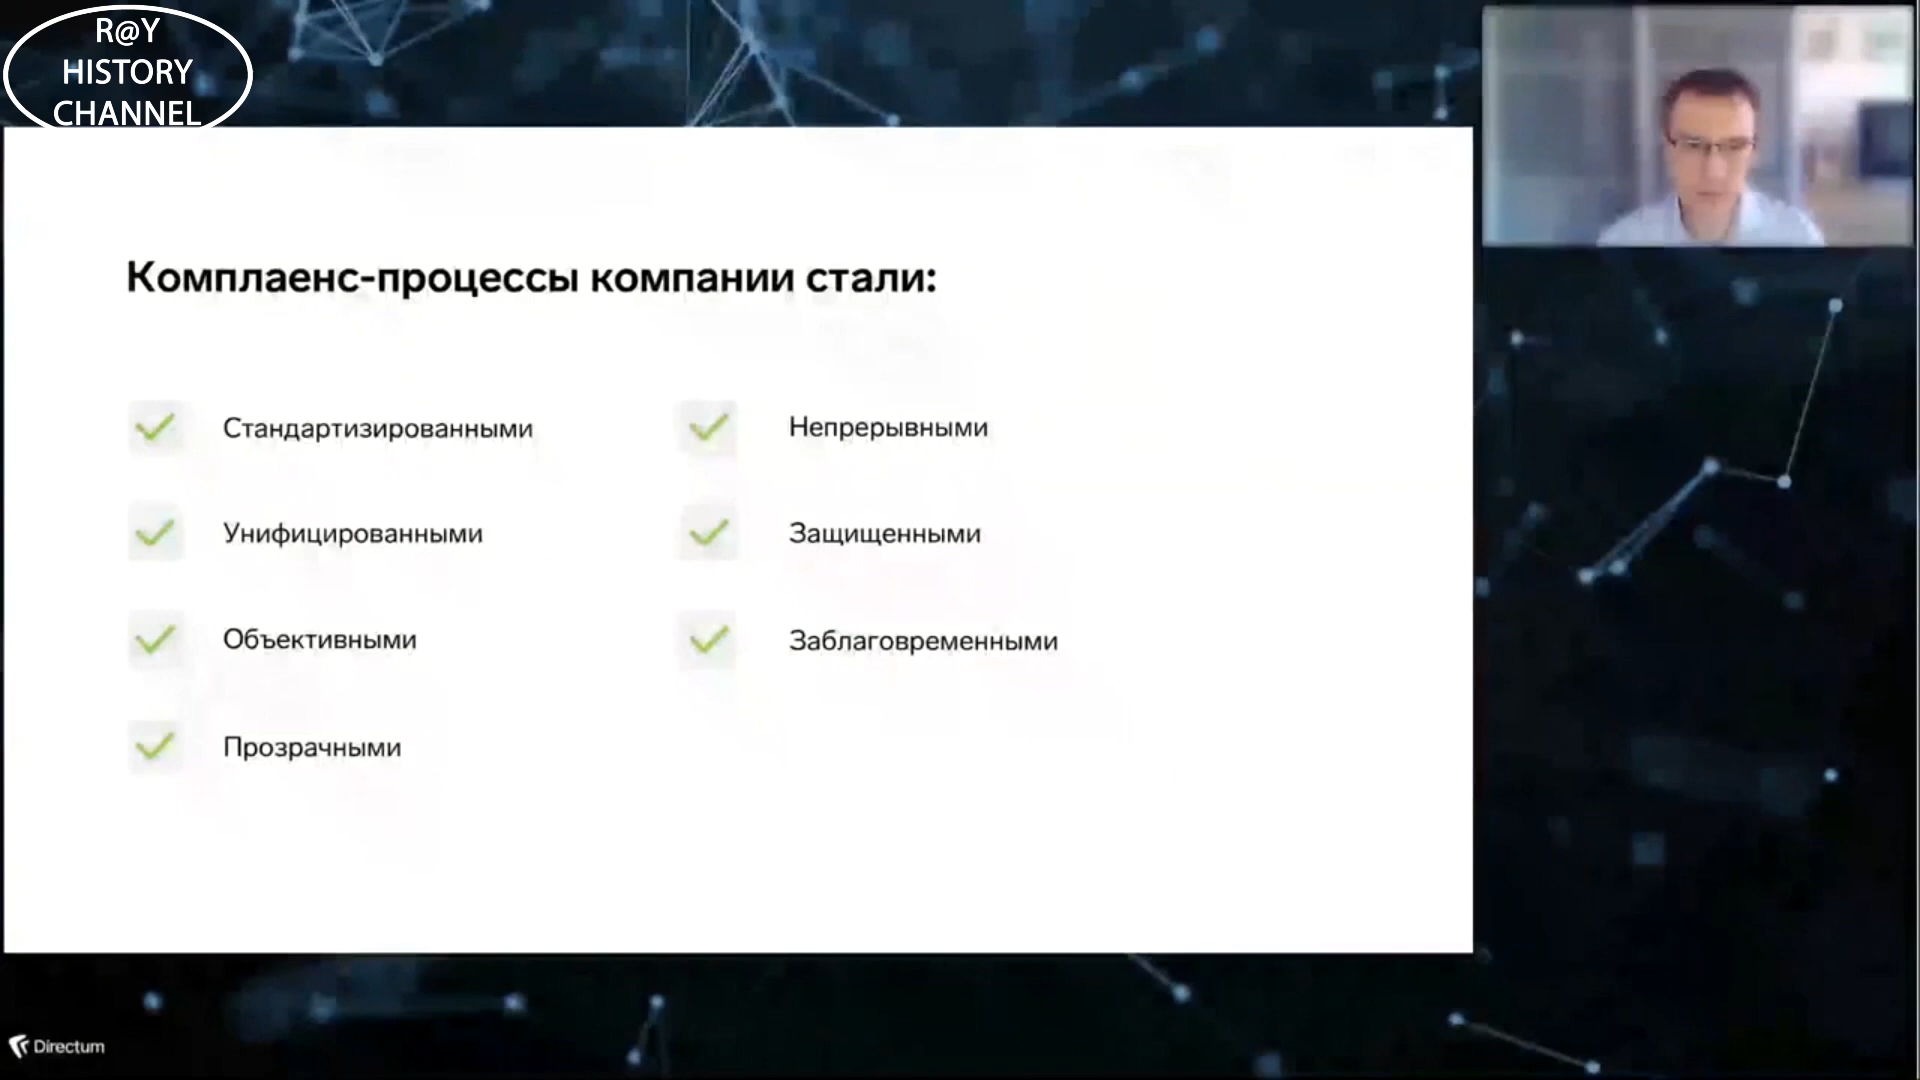 R@Y
HISTORY
CHANNEL
Комплаенс-процессы компании стали:
Стандартизированными
Унифицированными
Объективными
Прозрачными
Непрерывными
Защищенными
Заблаговременными
Directum